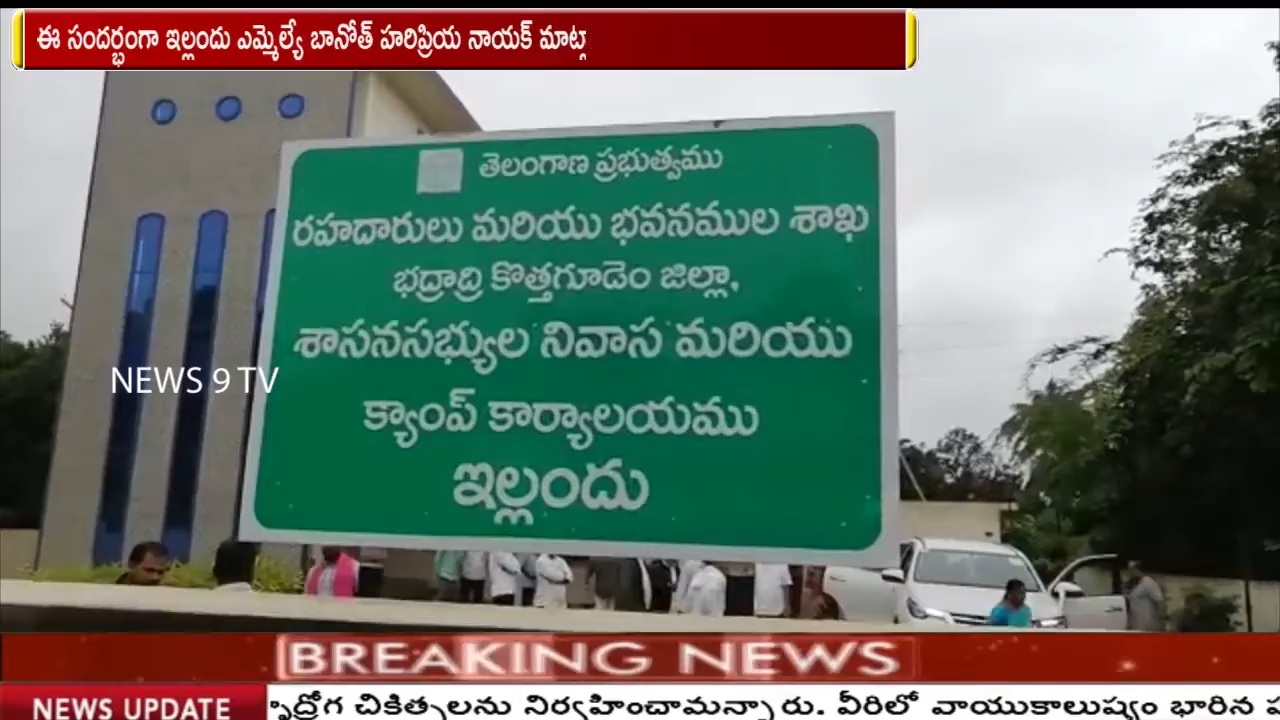 ఈ సందర్భంగా ఇల్లందు ఎమ్మెల్యే బానోత్ హరిప్రియ నాయక్
తెలంగాణ ప్రభుత్వము
రహదారులు మరియు భవనముల శాఖ
భద్రాద్రి కొత్తగూడెం జిల్లా,
శాసనసభ్యుల నివాస మరియు
క్యాంప్ కార్యాలయము
ఇల్లందు
NEWS 9 TV
BREAKING NEWS
NEWS UPDATE
చికిత్సలను నిర్వహించామన్నారు. వీరిలో వాయుకాలుష్యం భారిన